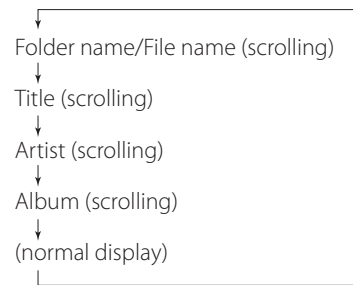 Folder name/File name (scrolling)
Title (scrolling)
Artist (scrolling)
Album (scrolling)
(normal display)